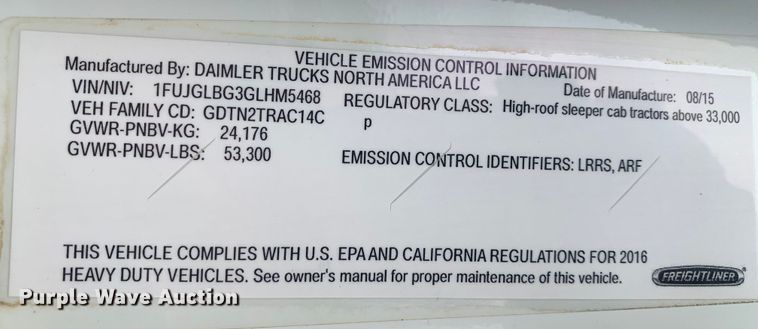 VEHICLE EMISSION CONTROL INFORMATION
Manufactured By: DAIMLER TRUCKS NORTH AMERICA LLC
Date of Manufacture: 08/15
VIN/NIV: 1FUJGLBG3GLHM5468
REGULATORY CLASS: High-roof sleeper cab tractors above 33,000
p
VEH FAMILY CD: GDTN2TRAC14C
GVWR-PNBV-KG: 24,176
GVWR-PNBV-LBS: 53,300
EMISSION CONTROL IDENTIFIERS: LRRS, ARF
THIS VEHICLE COMPLIES WITH U.S. EPA AND CALIFORNIA REGULATIONS FOR 2016
HEAVY DUTY VEHICLES. See owner's manual for proper maintenance of this vehicle.
FREIGHTLINER
Purple Wave Auction